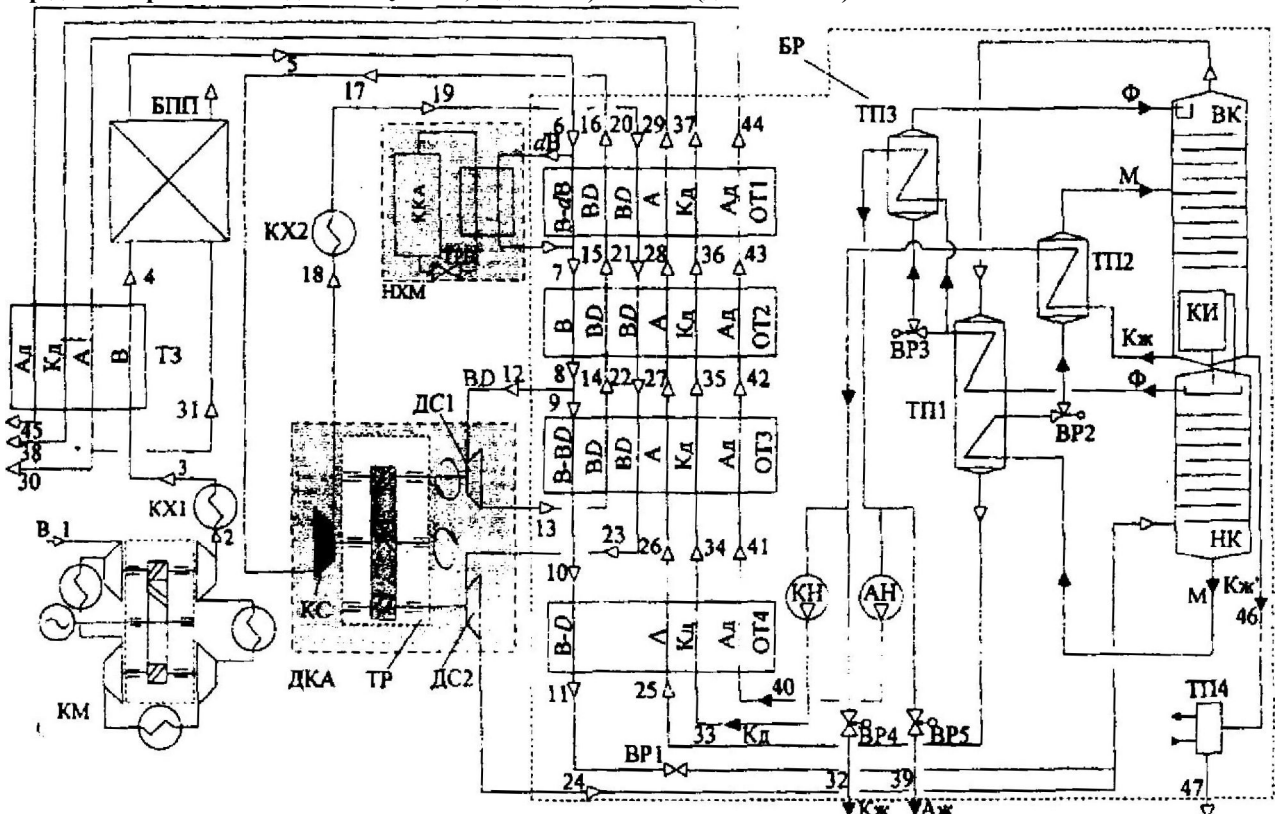 БР
5
17
19
БПП
ТП3
Ф
ВК
6 16 20 29 37 44
dВ
М
ККА
В-dВ ВD ВD А Кд Ад ОТ1
КХ2
ТП2
15 21 28 36 43
4
18
7
НХМ
КИ
В ВD ВD А Кд Ад ОТ2
Ад Кд А В ТЗ
ВР3
Кж
ВD 12
8 14 22 27 35 42
Ф
9
31
ДС1
ТП1
ВР2
45
38
30
В-ВD ВD ВD А Кд Ад ОТ3
3
КХ1
13
В 1
2
23 26 34 41
НК
10
КН АН
М Кж'
46
КС
В-D А Кд Ад ОТ4
ДКА ТР ДС2
КМ
11 25 40
ТП4
33 Кд
ВР4 ВР5
ВР1
24 32 39 47
Кж Аж